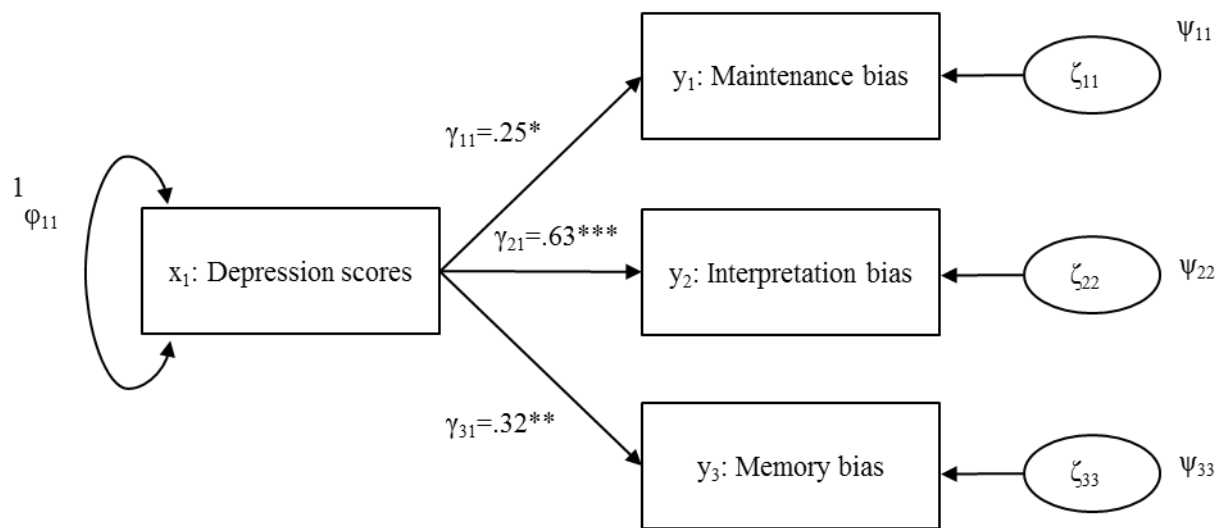 ψ₁₁
y₁: Maintenance bias
ζ₁₁
γ₁₁=.25*
1
φ₁₁
x₁: Depression scores
γ₂₁=.63***
y₂: Interpretation bias
ζ₂₂
ψ₂₂
γ₃₁=.32**
y₃: Memory bias
ζ₃₃
ψ₃₃